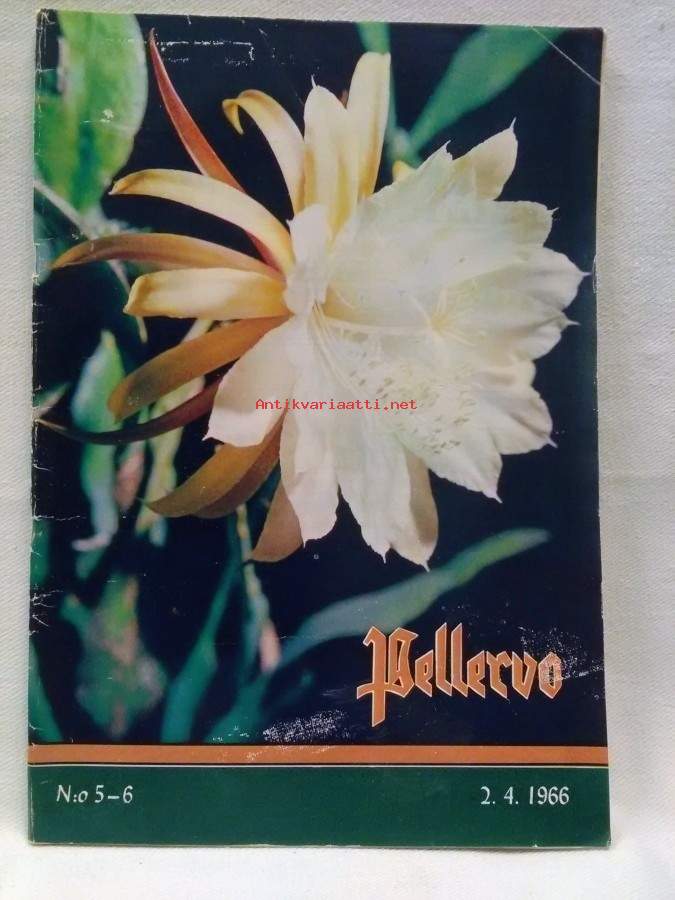 Antikvariaatti.net
Pellervo
N:o 5-6 2. 4. 1966